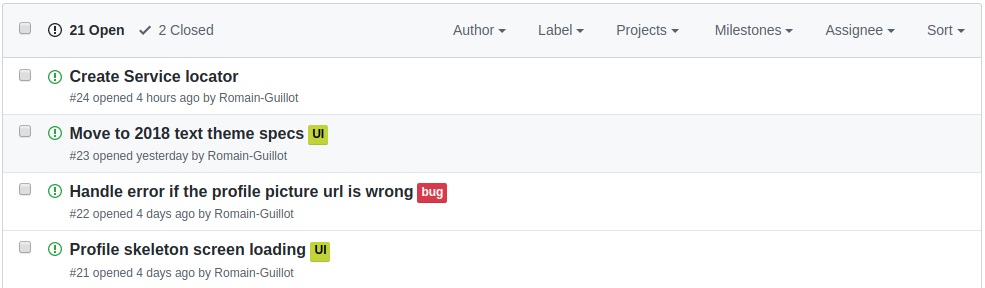 21 Open 2 Closed Author Label Projects Milestones Assignee Sort
Create Service locator
#24 opened 4 hours ago by Romain-Guillot
Move to 2018 text theme specs UI
#23 opened yesterday by Romain-Guillot
Handle error if the profile picture url is wrong bug
#22 opened 4 days ago by Romain-Guillot
Profile skeleton screen loading UI
#21 opened 4 days ago by Romain-Guillot